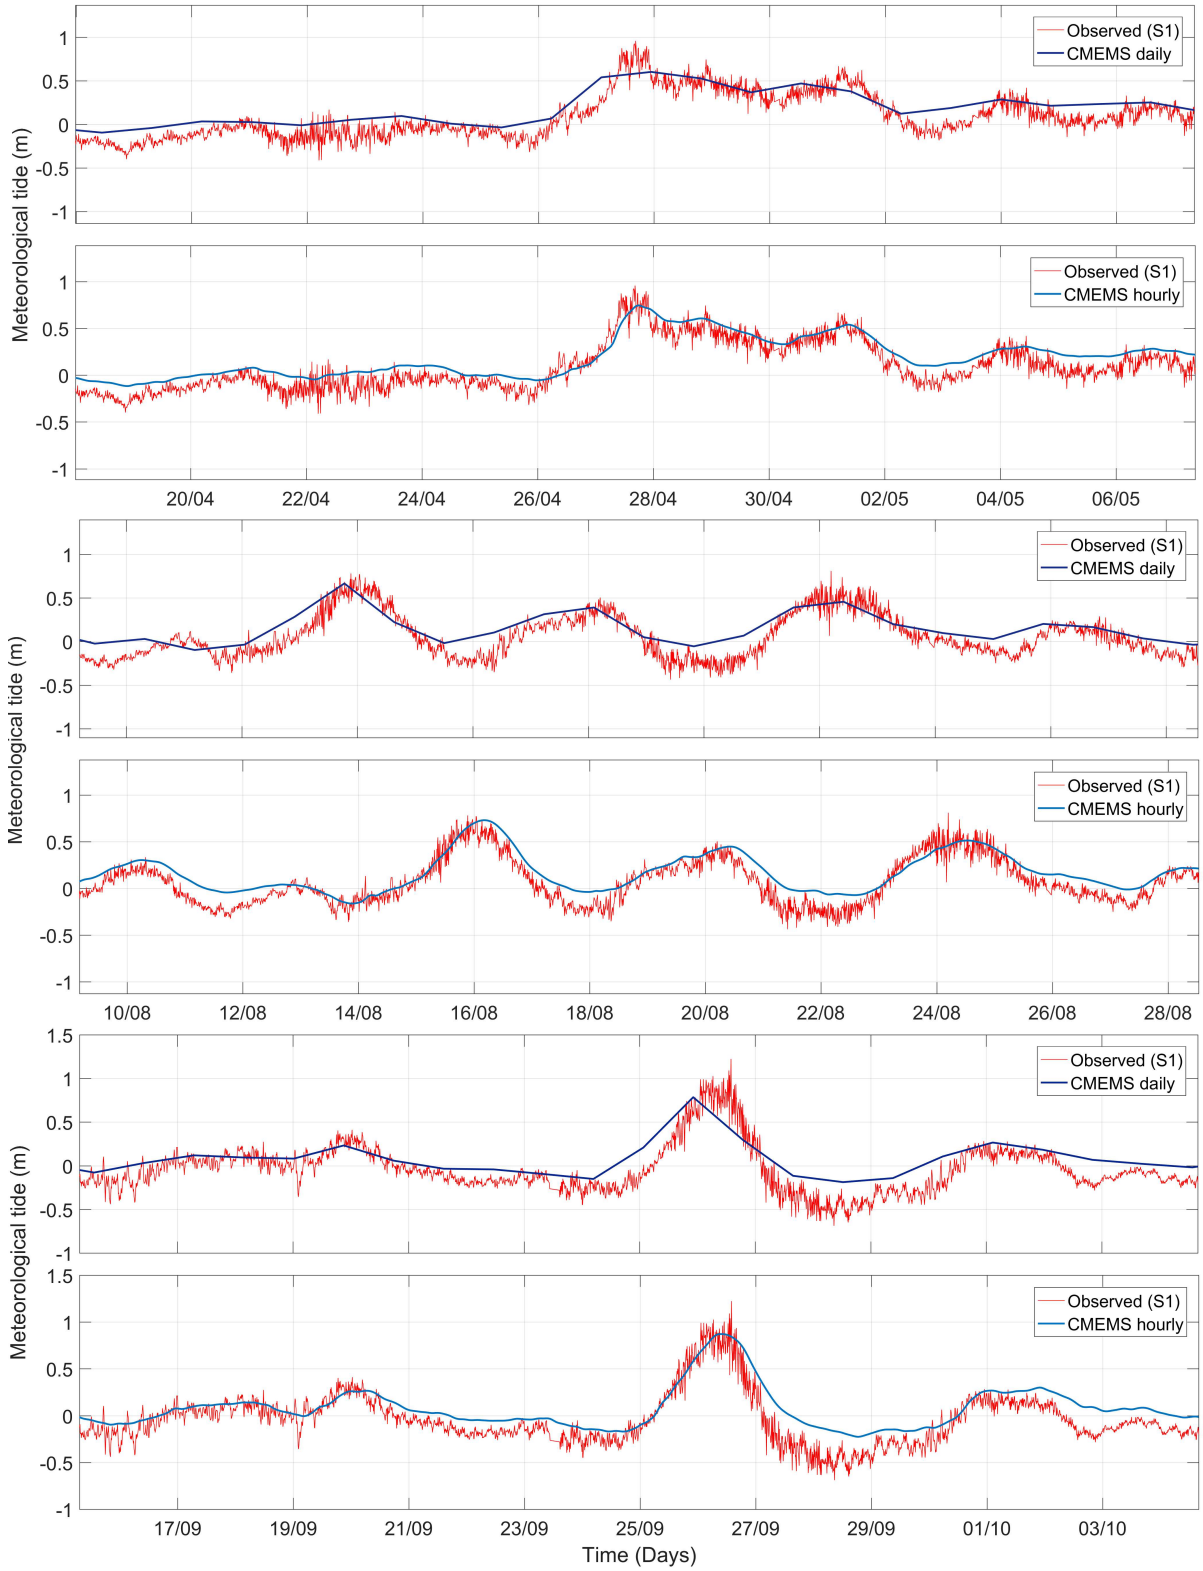 1
0.5
0
-0.5
-1
Observed (S1)
CMEMS daily
Meteorological tide (m)
1
0.5
0
-0.5
-1
Observed (S1)
CMEMS hourly
20/04 22/04 24/04 26/04 28/04 30/04 02/05 04/05 06/05
1
0.5
0
-0.5
-1
Observed (S1)
CMEMS daily
Meteorological tide (m)
1
0.5
0
-0.5
-1
Observed (S1)
CMEMS hourly
10/08 12/08 14/08 16/08 18/08 20/08 22/08 24/08 26/08 28/08
1.5
1
0.5
0
-0.5
-1
Observed (S1)
CMEMS daily
Meteorological tide (m)
1.5
1
0.5
0
-0.5
-1
Observed (S1)
CMEMS hourly
17/09 19/09 21/09 23/09 25/09 27/09 29/09 01/10 03/10
Time (Days)